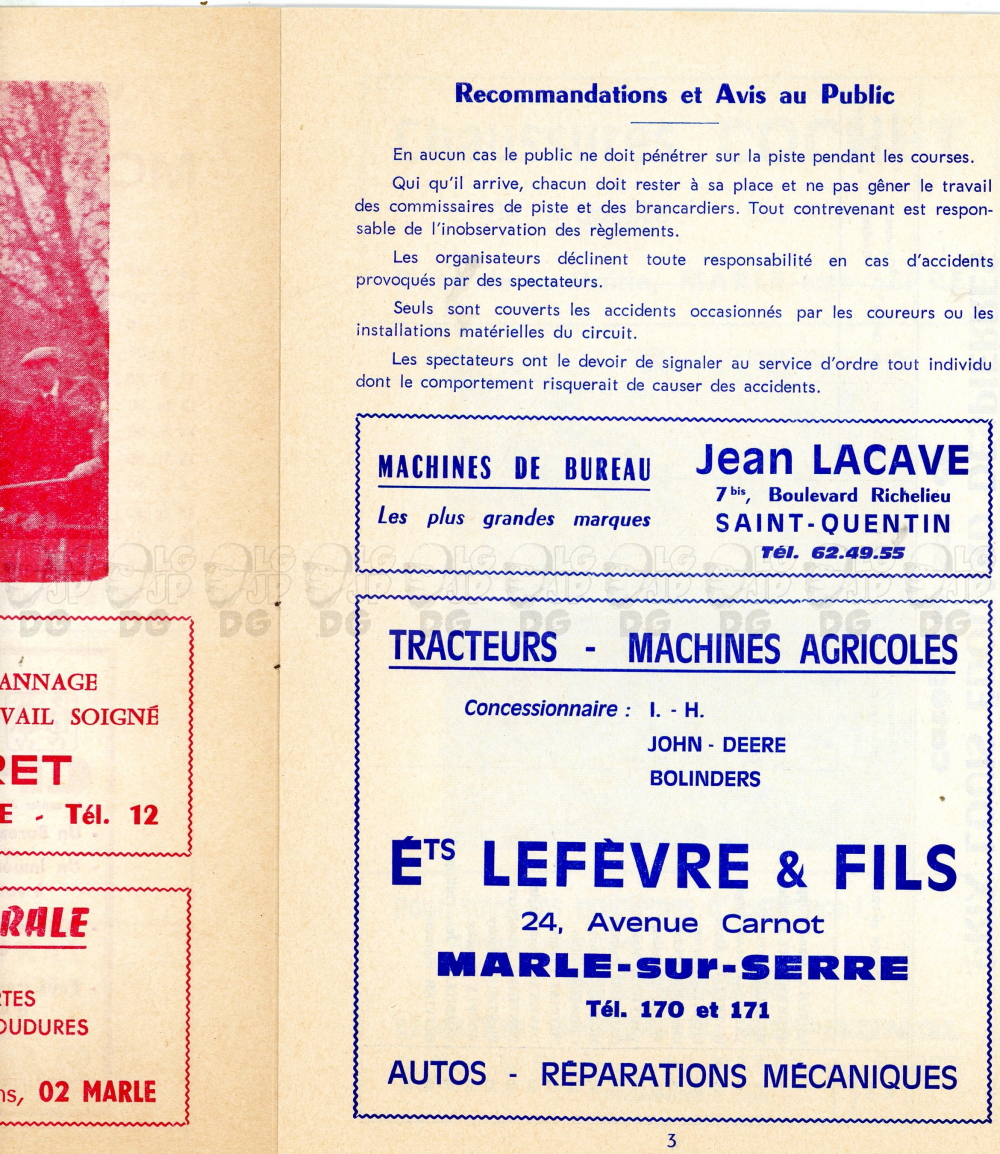 ANNAGE
VAIL SOIGNÉ
RET
E - Tél. 12
RALE
RTES
OUDURES
ns, 02 MARLE
Recommandations et Avis au Public
En aucun cas le public ne doit pénétrer sur la piste pendant les courses.
Qui qu'il arrive, chacun doit rester à sa place et ne pas gêner le travail
des commissaires de piste et des brancardiers. Tout contrevenant est respon-
sable de l'inobservation des règlements.
Les organisateurs déclinent toute responsabilité en cas d'accidents
provoqués par des spectateurs.
Seuls sont couverts les accidents occasionnés par les coureurs ou les
installations matérielles du circuit.
Les spectateurs ont le devoir de signaler au service d'ordre tout individu
dont le comportement risquerait de causer des accidents.
MACHINES DE BUREAU
Les plus grandes marques
Jean LACAVE
7 bis, Boulevard Richelieu
SAINT-QUENTIN
Tél. 62.49.55
LG JP DG
TRACTEURS - MACHINES AGRICOLES
Concessionnaire : I. - H.
JOHN - DEERE
BOLINDERS
ÉTS LEFÈVRE & FILS
24, Avenue Carnot
MARLE-sur-SERRE
Tél. 170 et 171
AUTOS - RÉPARATIONS MÉCANIQUES
3